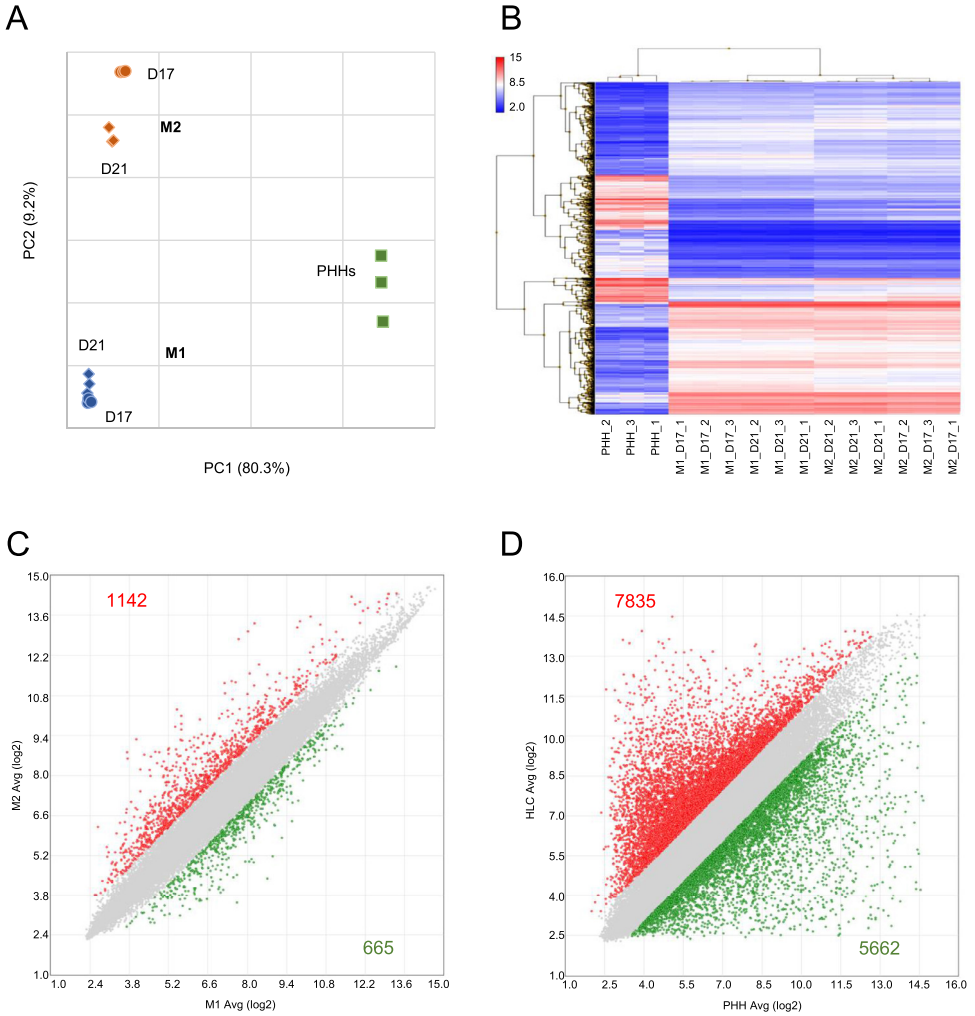 A
D17
M2
D21
PHHs
D21
M1
D17
PC2 (9.2%)
PC1 (80.3%)
B
15
8.5
2.0
PHH_2
PHH_3
PHH_1
M1_D17_1
M1_D17_2
M1_D17_3
M1_D21_2
M1_D21_3
M1_D21_1
M2_D21_2
M2_D21_3
M2_D21_1
M2_D17_2
M2_D17_3
M2_D17_1
C
15.0
13.6
12.2
10.8
9.4
8.0
6.6
5.2
3.8
2.4
1.0
M2 Avg (log2)
1142
665
1.0 2.4 3.8 5.2 6.6 8.0 9.4 10.8 12.2 13.6 15.0
M1 Avg (log2)
D
16.0
14.5
13.0
11.5
10.0
8.5
7.0
5.5
4.0
2.5
1.0
HLC Avg (log2)
7835
5662
1.0 2.5 4.0 5.5 7.0 8.5 10.0 11.5 13.0 14.5 16.0
PHH Avg (log2)